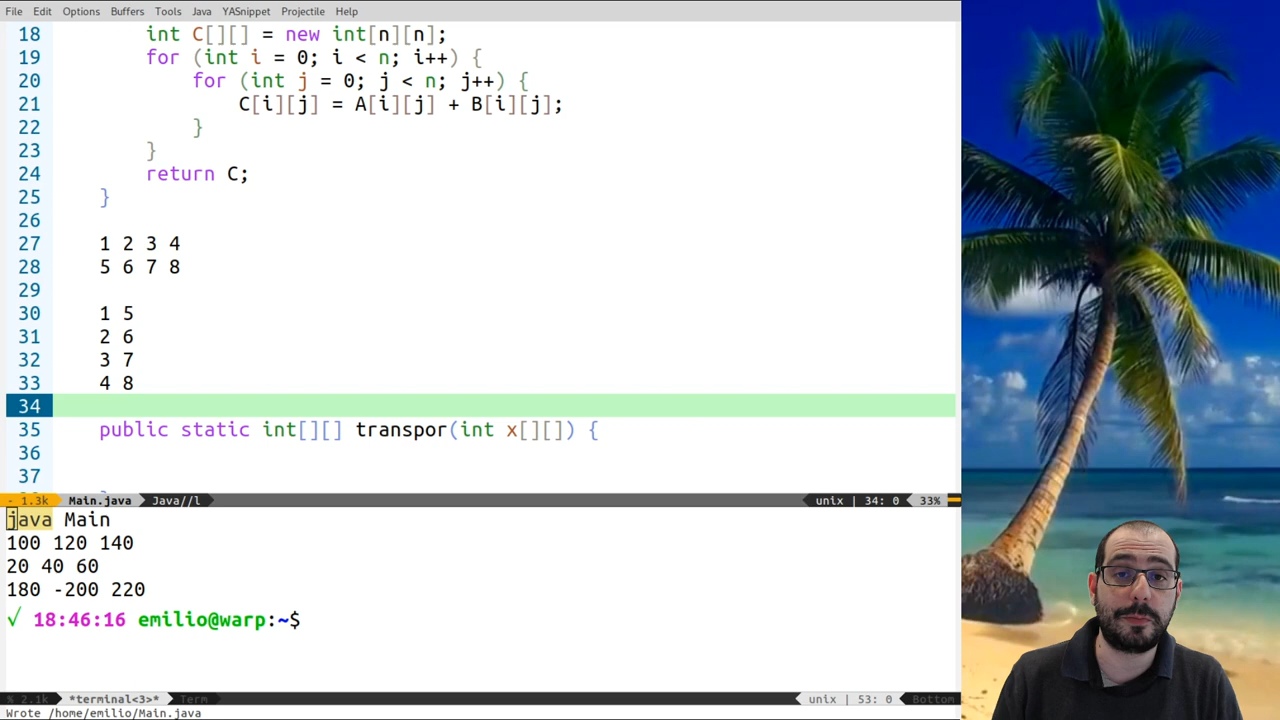 File Edit Options Buffers Tools Java YASnippet Projectile Help
18 int C[][] = new int[n][n];
19 for (int i = 0; i < n; i++) {
20 for (int j = 0; j < n; j++) {
21 C[i][j] = A[i][j] + B[i][j];
22 }
23 }
24 return C;
25 }
26
27 1 2 3 4
28 5 6 7 8
29
30 1 5
31 2 6
32 3 7
33 4 8
34
35 public static int[][] transpor(int x[][]) {
36
37
- 1.3k Main.java Java//l unix | 34: 0 33%
java Main
100 120 140
20 40 60
180 -200 220
✓ 18:46:16 emilio@warp:~$
% 2.1k *terminal<3>* Term unix | 53: 0 Bottom
Wrote /home/emilio/Main.java